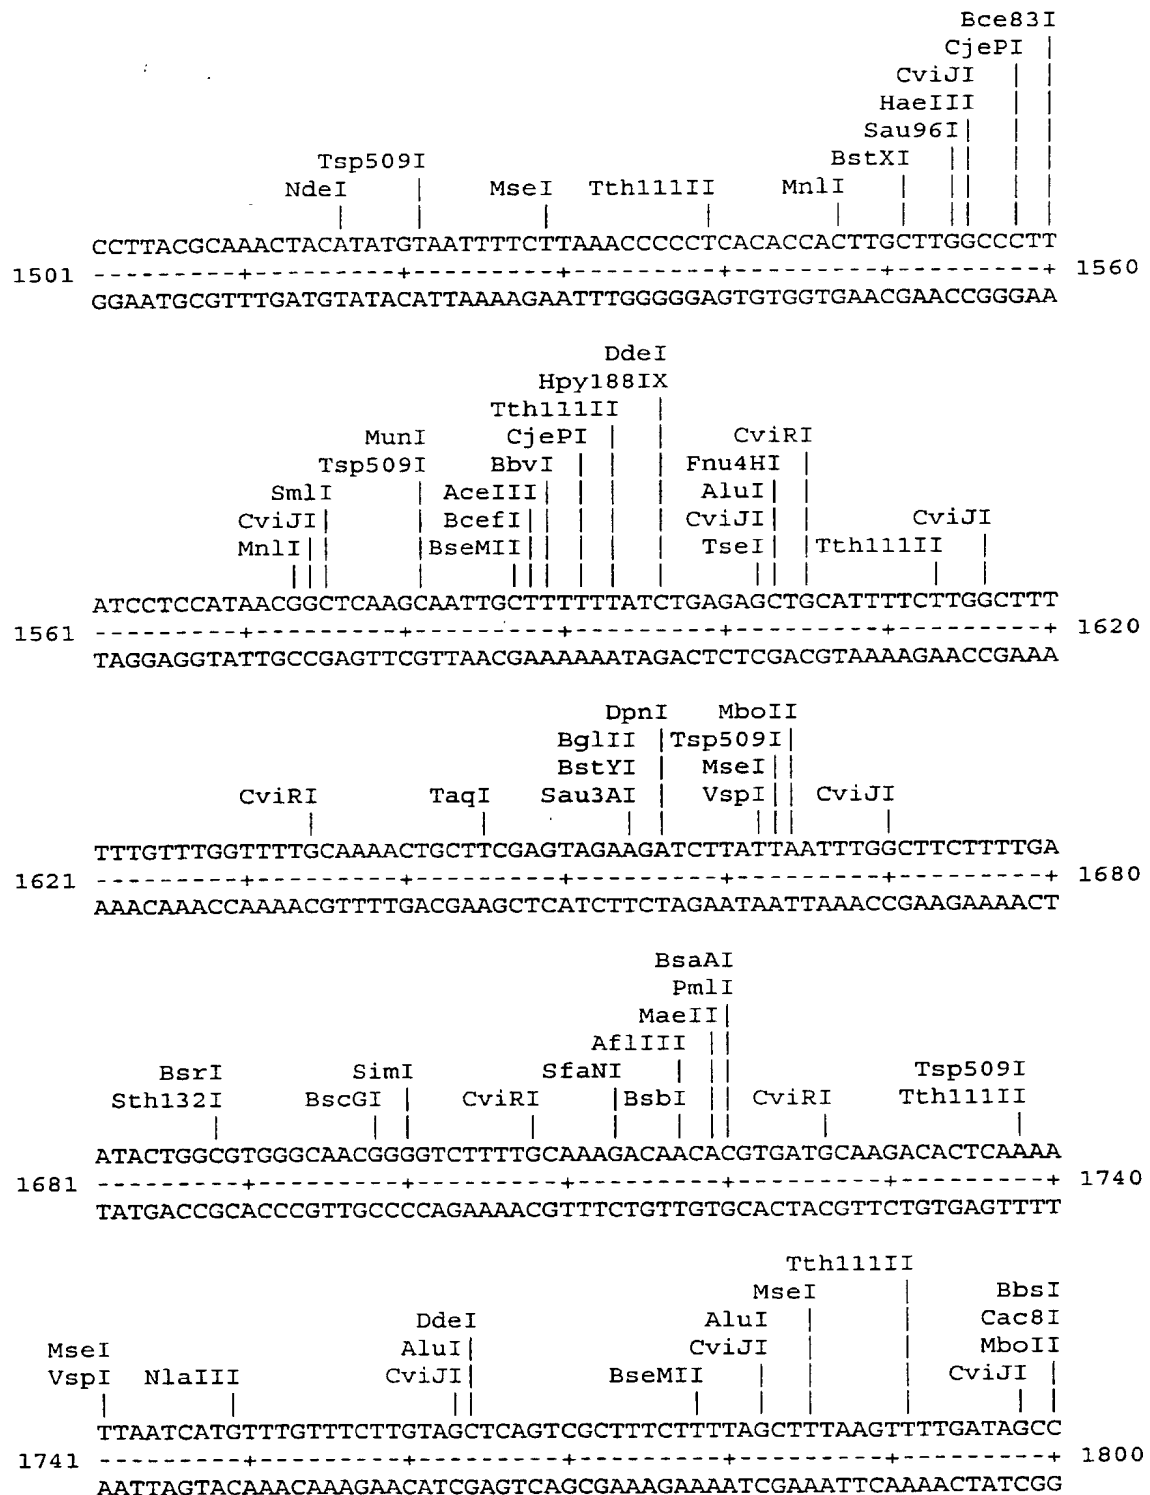 Bce83I
CjePI |
CviJI | |
HaeIII | |
Sau96I| | |
Tsp509I BstXI || | |
NdeI | MseI Tth111II MnlI | || | |
| | | | | | || | |
CCTTACGCAAACTACATATGTAATTTTCTTAAACCCCCTCACACCACTTGCTTGGCCCTT
1501 ---------+---------+---------+---------+---------+---------+ 1560
GGAATGCGTTTGATGTATACATTAAAAGAATTTGGGGGAGTGTGGTGAACGAACCGGGAA
DdeI
Hpy188IX
Tth111II |
MunI CjePI | | CviRI
Tsp509I BbvI | | | Fnu4HI |
SmlI | AceIII| | | | AluI| |
CviJI| | BcefI|| | | | CviJI| | CviJI
MnlI|| | BseMII|| | | | TseI| |Tth111II |
||| | ||| | | | || | | |
ATCCTCCATAACGGCTCAAGCAATTGCTTTTTTATCTGAGAGCTGCATTTTCTTGGCTTT
1561 ---------+---------+---------+---------+---------+---------+ 1620
TAGGAGGTATTGCCGAGTTCGTTAACGAAAAAATAGACTCTCGACGTAAAAGAACCGAAA
DpnI MboII
BglII |Tsp509I|
BstYI | MseI||
CviRI TaqI Sau3AI | VspI|| CviJI
| | | | ||| |
TTTGTTTGGTTTTGCAAAACTGCTTCGAGTAGAAGATCTTATTAATTTGGCTTCTTTTGA
1621 ---------+---------+---------+---------+---------+---------+ 1680
AAACAAACCAAAACGTTTTGACGAAGCTCATCTTCTAGAATAATTAAACCGAAGAAAACT
BsaAI
PmlI
MaeII|
AflIII ||
BsrI SimI SfaNI | || Tsp509I
Sth132I BscGI | CviRI |BsbI || CviRI Tth111II
| | | | | | || | |
ATACTGGCGTGGGCAACGGGGTCTTTTGCAAAGACAACACGTGATGCAAGACACTCAAAA
1681 ---------+---------+---------+---------+---------+---------+ 1740
TATGACCGCACCCGTTGCCCCAGAAAACGTTTCTGTTGTGCACTACGTTCTGTGAGTTTT
Tth111II
MseI | BbsI
DdeI AluI | | Cac8I
MseI AluI| CviJI | | MboII
VspI NlaIII CviJI| BseMII | | | CviJI |
| | || | | | | | |
TTAATCATGTTTGTTTCTTGTAGCTCAGTCGCTTTCTTTTAGCTTTAAGTTTTGATAGCC
1741 ---------+---------+---------+---------+---------+---------+ 1800
AATTAGTACAAACAAAGAACATCGAGTCAGCGAAAGAAAATCGAAATTCAAAACTATCGG